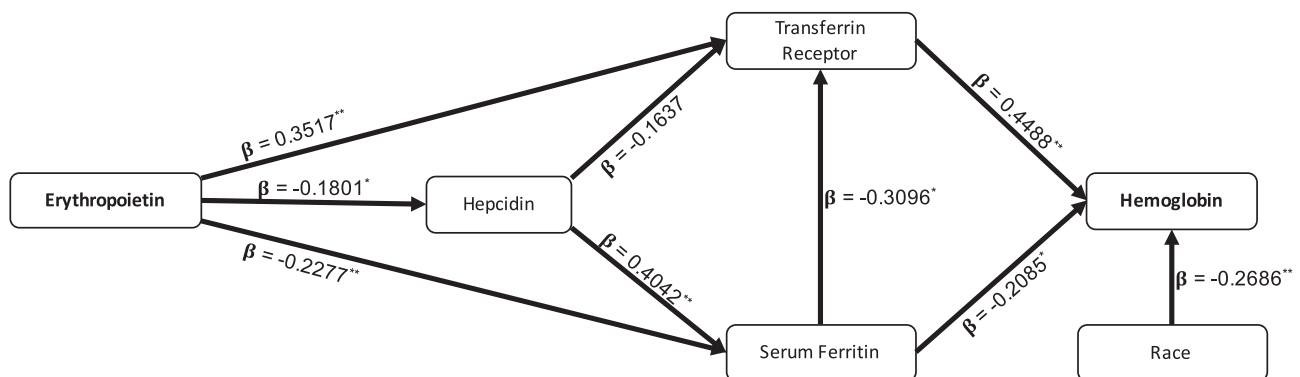 Transferrin
Receptor
β = 0.3517**
β = -0.1637
β = 0.4488**
Erythropoietin
β = -0.1801*
Hepcidin
β = -0.3096*
Hemoglobin
β = -0.2277**
β = 0.4042**
β = -0.2085*
β = -0.2686**
Serum Ferritin
Race